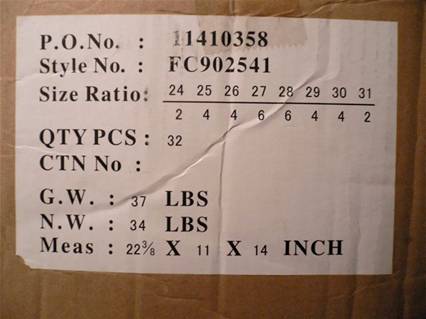 P.O.No. : 11410358
Style No. : FC902541
Size Ratio: 24 25 26 27 28 29 30 31
2 4 4 6 6 4 4 2
QTY PCS : 32
CTN No :
G.W. : 37 LBS
N.W. : 34 LBS
Meas : 22⅜ X 11 X 14 INCH